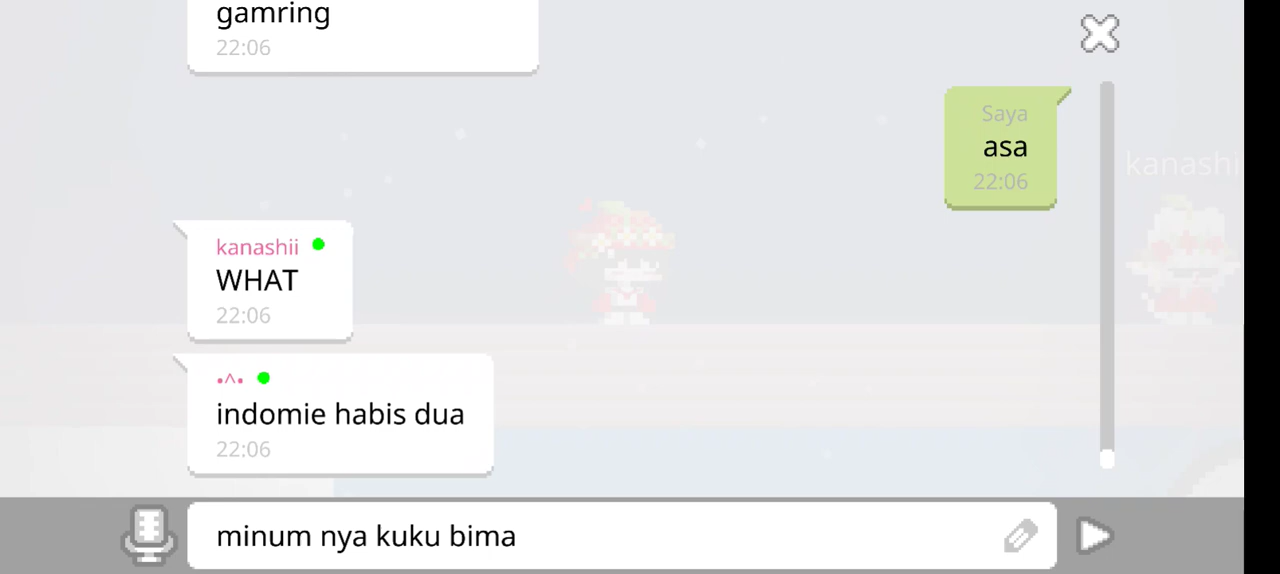 gamring
22:06
Saya
asa
22:06
kanashi
kanashii
WHAT
22:06
•^•
indomie habis dua
22:06
minum nya kuku bima